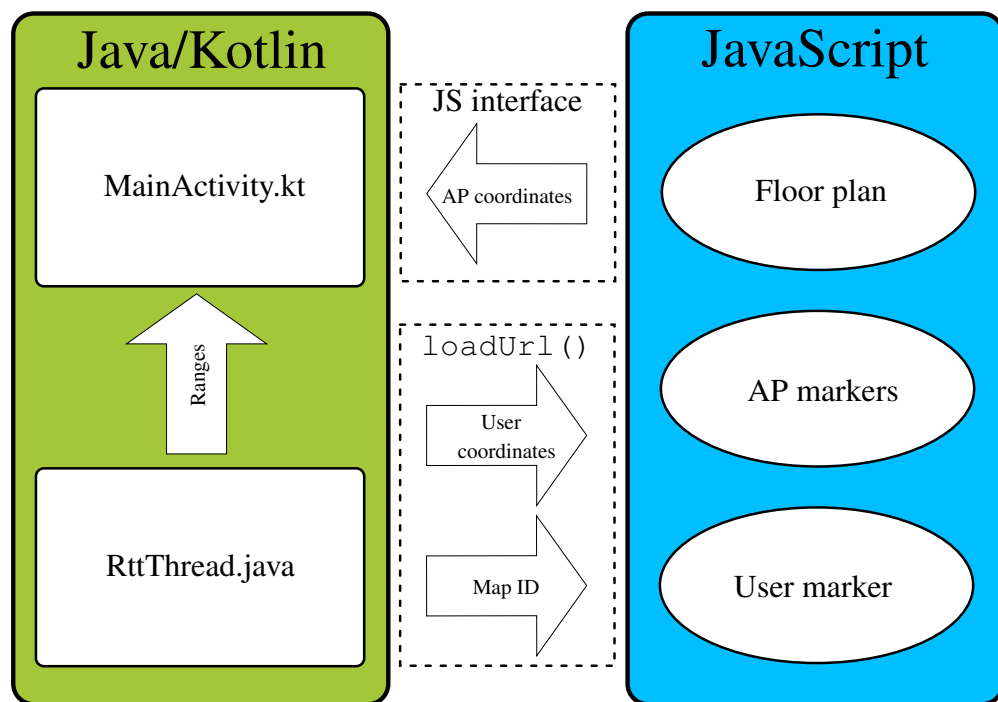 Java/Kotlin
MainActivity.kt
Ranges
RttThread.java
JS interface
AP coordinates
loadUrl()
User
coordinates
Map ID
JavaScript
Floor plan
AP markers
User marker